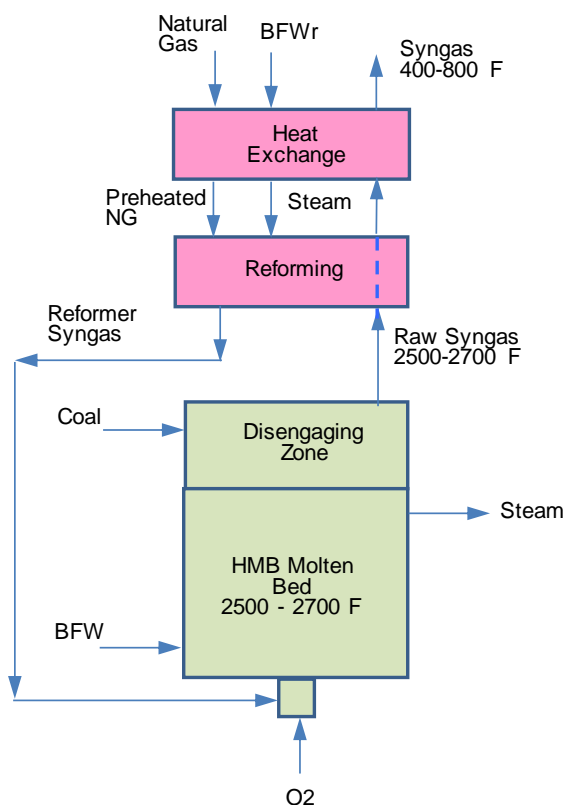 Natural
Gas
BFWr
Syngas
400-800 F
Heat
Exchange
Preheated
NG
Steam
Reforming
Reformer
Syngas
Raw Syngas
2500-2700 F
Coal
Disengaging
Zone
Steam
HMB Molten
Bed
2500 - 2700 F
BFW
O2